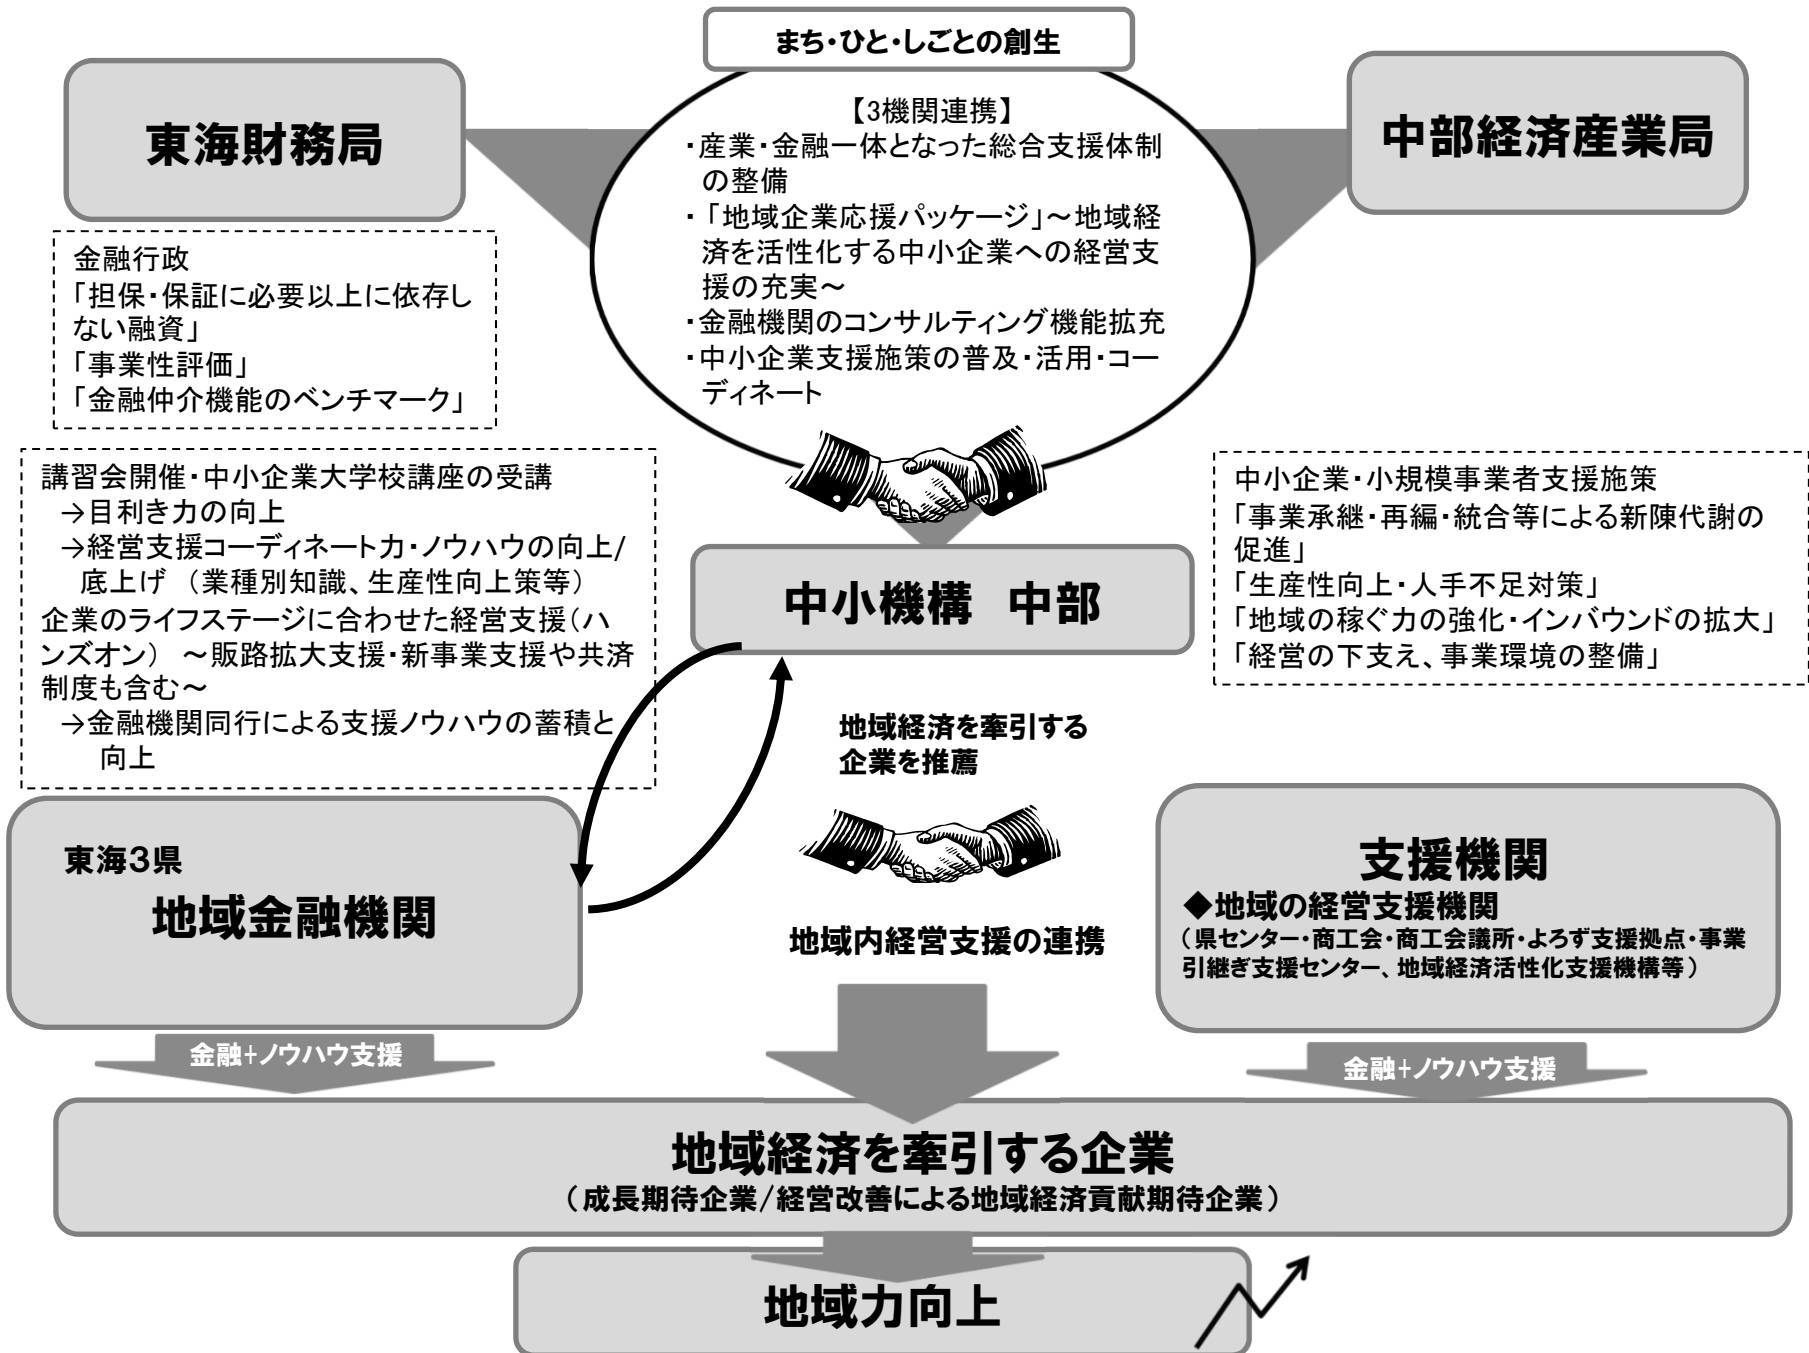 まち・ひと・しごとの創生
東海財務局
【3機関連携】
・産業・金融一体となった総合支援体制
の整備
・「地域企業応援パッケージ」～地域経
済を活性化する中小企業への経営支
援の充実～
・金融機関のコンサルティング機能拡充
・中小企業支援施策の普及・活用・コー
ディネート
中部経済産業局
金融行政
「担保・保証に必要以上に依存し
ない融資」
「事業性評価」
「金融仲介機能のベンチマーク」
講習会開催・中小企業大学校講座の受講
→目利き力の向上
→経営支援コーディネート力・ノウハウの向上/
底上げ （業種別知識、生産性向上策等）
企業のライフステージに合わせた経営支援（ハ
ンズオン） ～販路拡大支援・新事業支援や共済
制度も含む～
→金融機関同行による支援ノウハウの蓄積と
向上
中小機構　中部
中小企業・小規模事業者支援施策
「事業承継・再編・統合等による新陳代謝の
促進」
「生産性向上・人手不足対策」
「地域の稼ぐ力の強化・インバウンドの拡大」
「経営の下支え、事業環境の整備」
地域経済を牽引する
企業を推薦
東海3県
地域金融機関
地域内経営支援の連携
支援機関
◆地域の経営支援機関
（県センター・商工会・商工会議所・よろず支援拠点・事業
引継ぎ支援センター、地域経済活性化支援機構等）
金融+ノウハウ支援
金融+ノウハウ支援
地域経済を牽引する企業
（成長期待企業/経営改善による地域経済貢献期待企業）
地域力向上